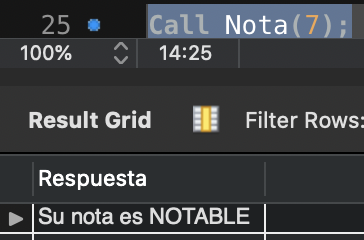 25 Call Nota(7);
100% 14:25
Result Grid Filter Rows:
Respuesta
Su nota es NOTABLE